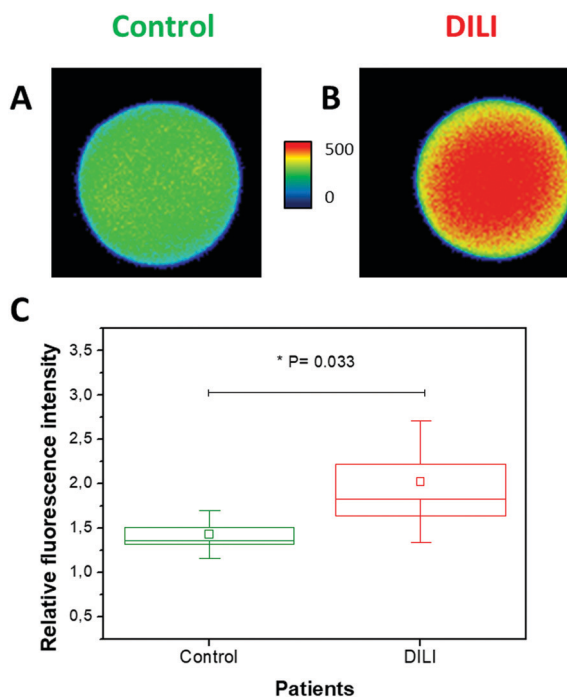 Control
DILI
A
B
500
0
C
Relative fluorescence intensity
3,5
3,0
2,5
2,0
1,5
1,0
0,5
* P= 0.033
Control
DILI
Patients